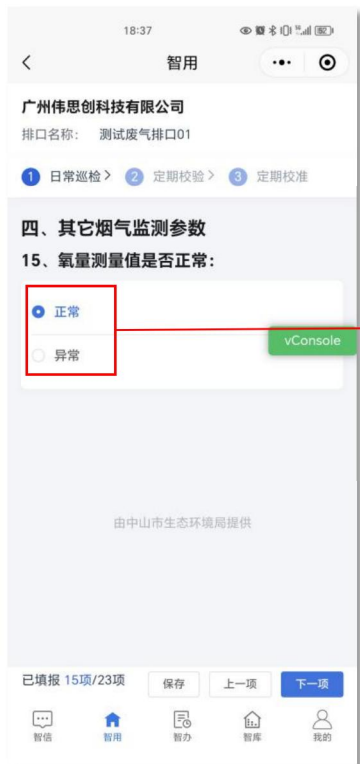 18:37
智用
广州伟思创科技有限公司
排口名称: 测试废气排口01
1 日常巡检> 2 定期校验> 3 定期校准
四、其它烟气监测参数
15、氧量测量值是否正常:
正常
异常
vConsole
由中山市生态环境局提供
已填报 15项/23项 保存 上一项 下一项
智信 智用 智办 智库 我的